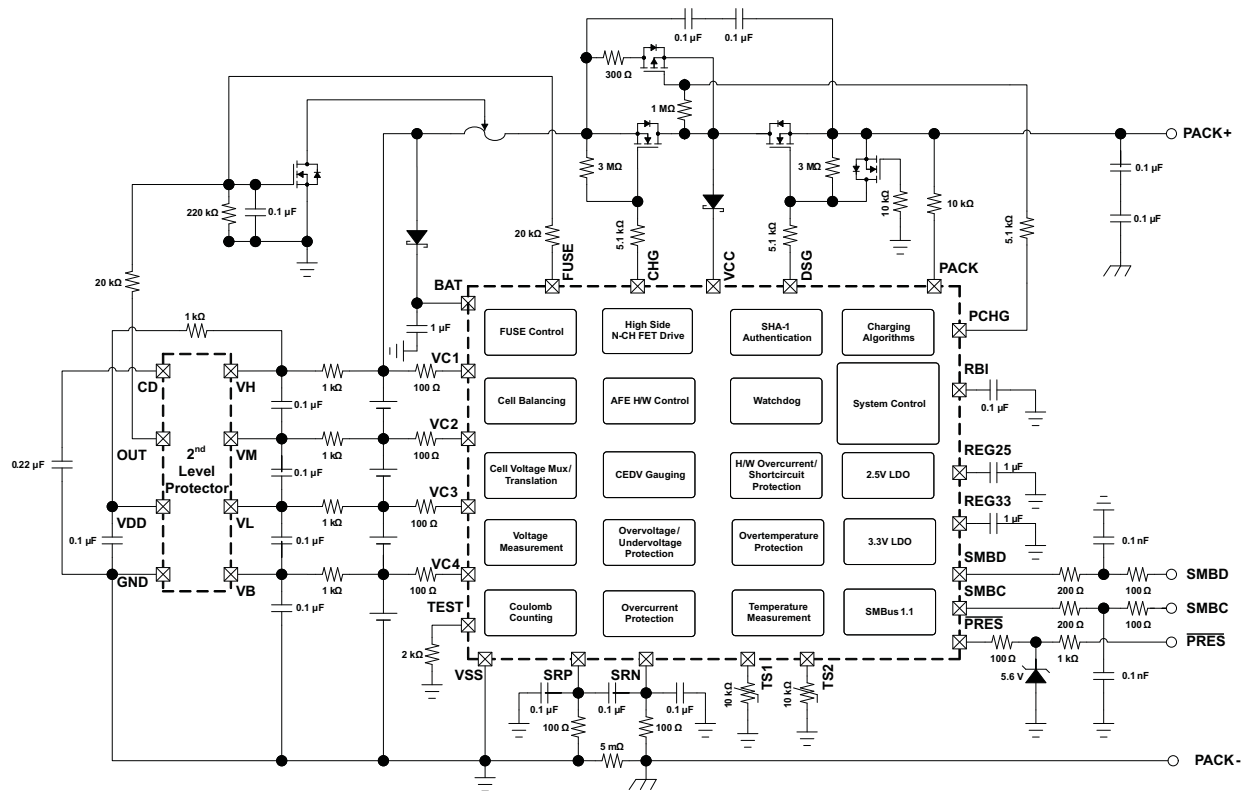 0.1 µF
0.1 µF
300 Ω
1 MΩ
PACK+
3 MΩ
3 MΩ
0.1 µF
220 kΩ
0.1 µF
10 kΩ
10 kΩ
0.1 µF
20 kΩ
5.1 kΩ
5.1 kΩ
5.1 kΩ
20 kΩ
FUSE
CHG
VCC
DSG
PACK
BAT
PCHG
1 kΩ
1 µF
FUSE Control
High Side
N-CH FET Drive
SHA-1
Authentication
Charging
Algorithms
CD
VH
1 kΩ
VC1
100 Ω
RBI
0.1 µF
0.1 µF
Cell Balancing
AFE H/W Control
Watchdog
System Control
OUT
2nd
Level
Protector
VM
1 kΩ
VC2
100 Ω
0.22 µF
0.1 µF
Cell Voltage Mux/
Translation
CEDV Gauging
H/W Overcurrent/
Shortcircuit
Protection
2.5V LDO
REG25
1 µF
VDD
VL
1 kΩ
VC3
100 Ω
REG33
1 µF
0.1 µF
0.1 µF
Voltage
Measurement
Overvoltage/
Undervoltage
Protection
Overtemperature
Protection
3.3V LDO
0.1 nF
GND
VB
1 kΩ
VC4
100 Ω
SMBD
200 Ω
100 Ω
SMBD
0.1 µF
TEST
Coulomb
Counting
Overcurrent
Protection
Temperature
Measurement
SMBus 1.1
SMBC
200 Ω
100 Ω
SMBC
PRES
100 Ω
1 kΩ
PRES
2 kΩ
VSS
SRP
SRN
TS1
TS2
5.6 V
0.1 nF
0.1 µF
0.1 µF
0.1 µF
10 kΩ
10 kΩ
100 Ω
100 Ω
5 mΩ
PACK-